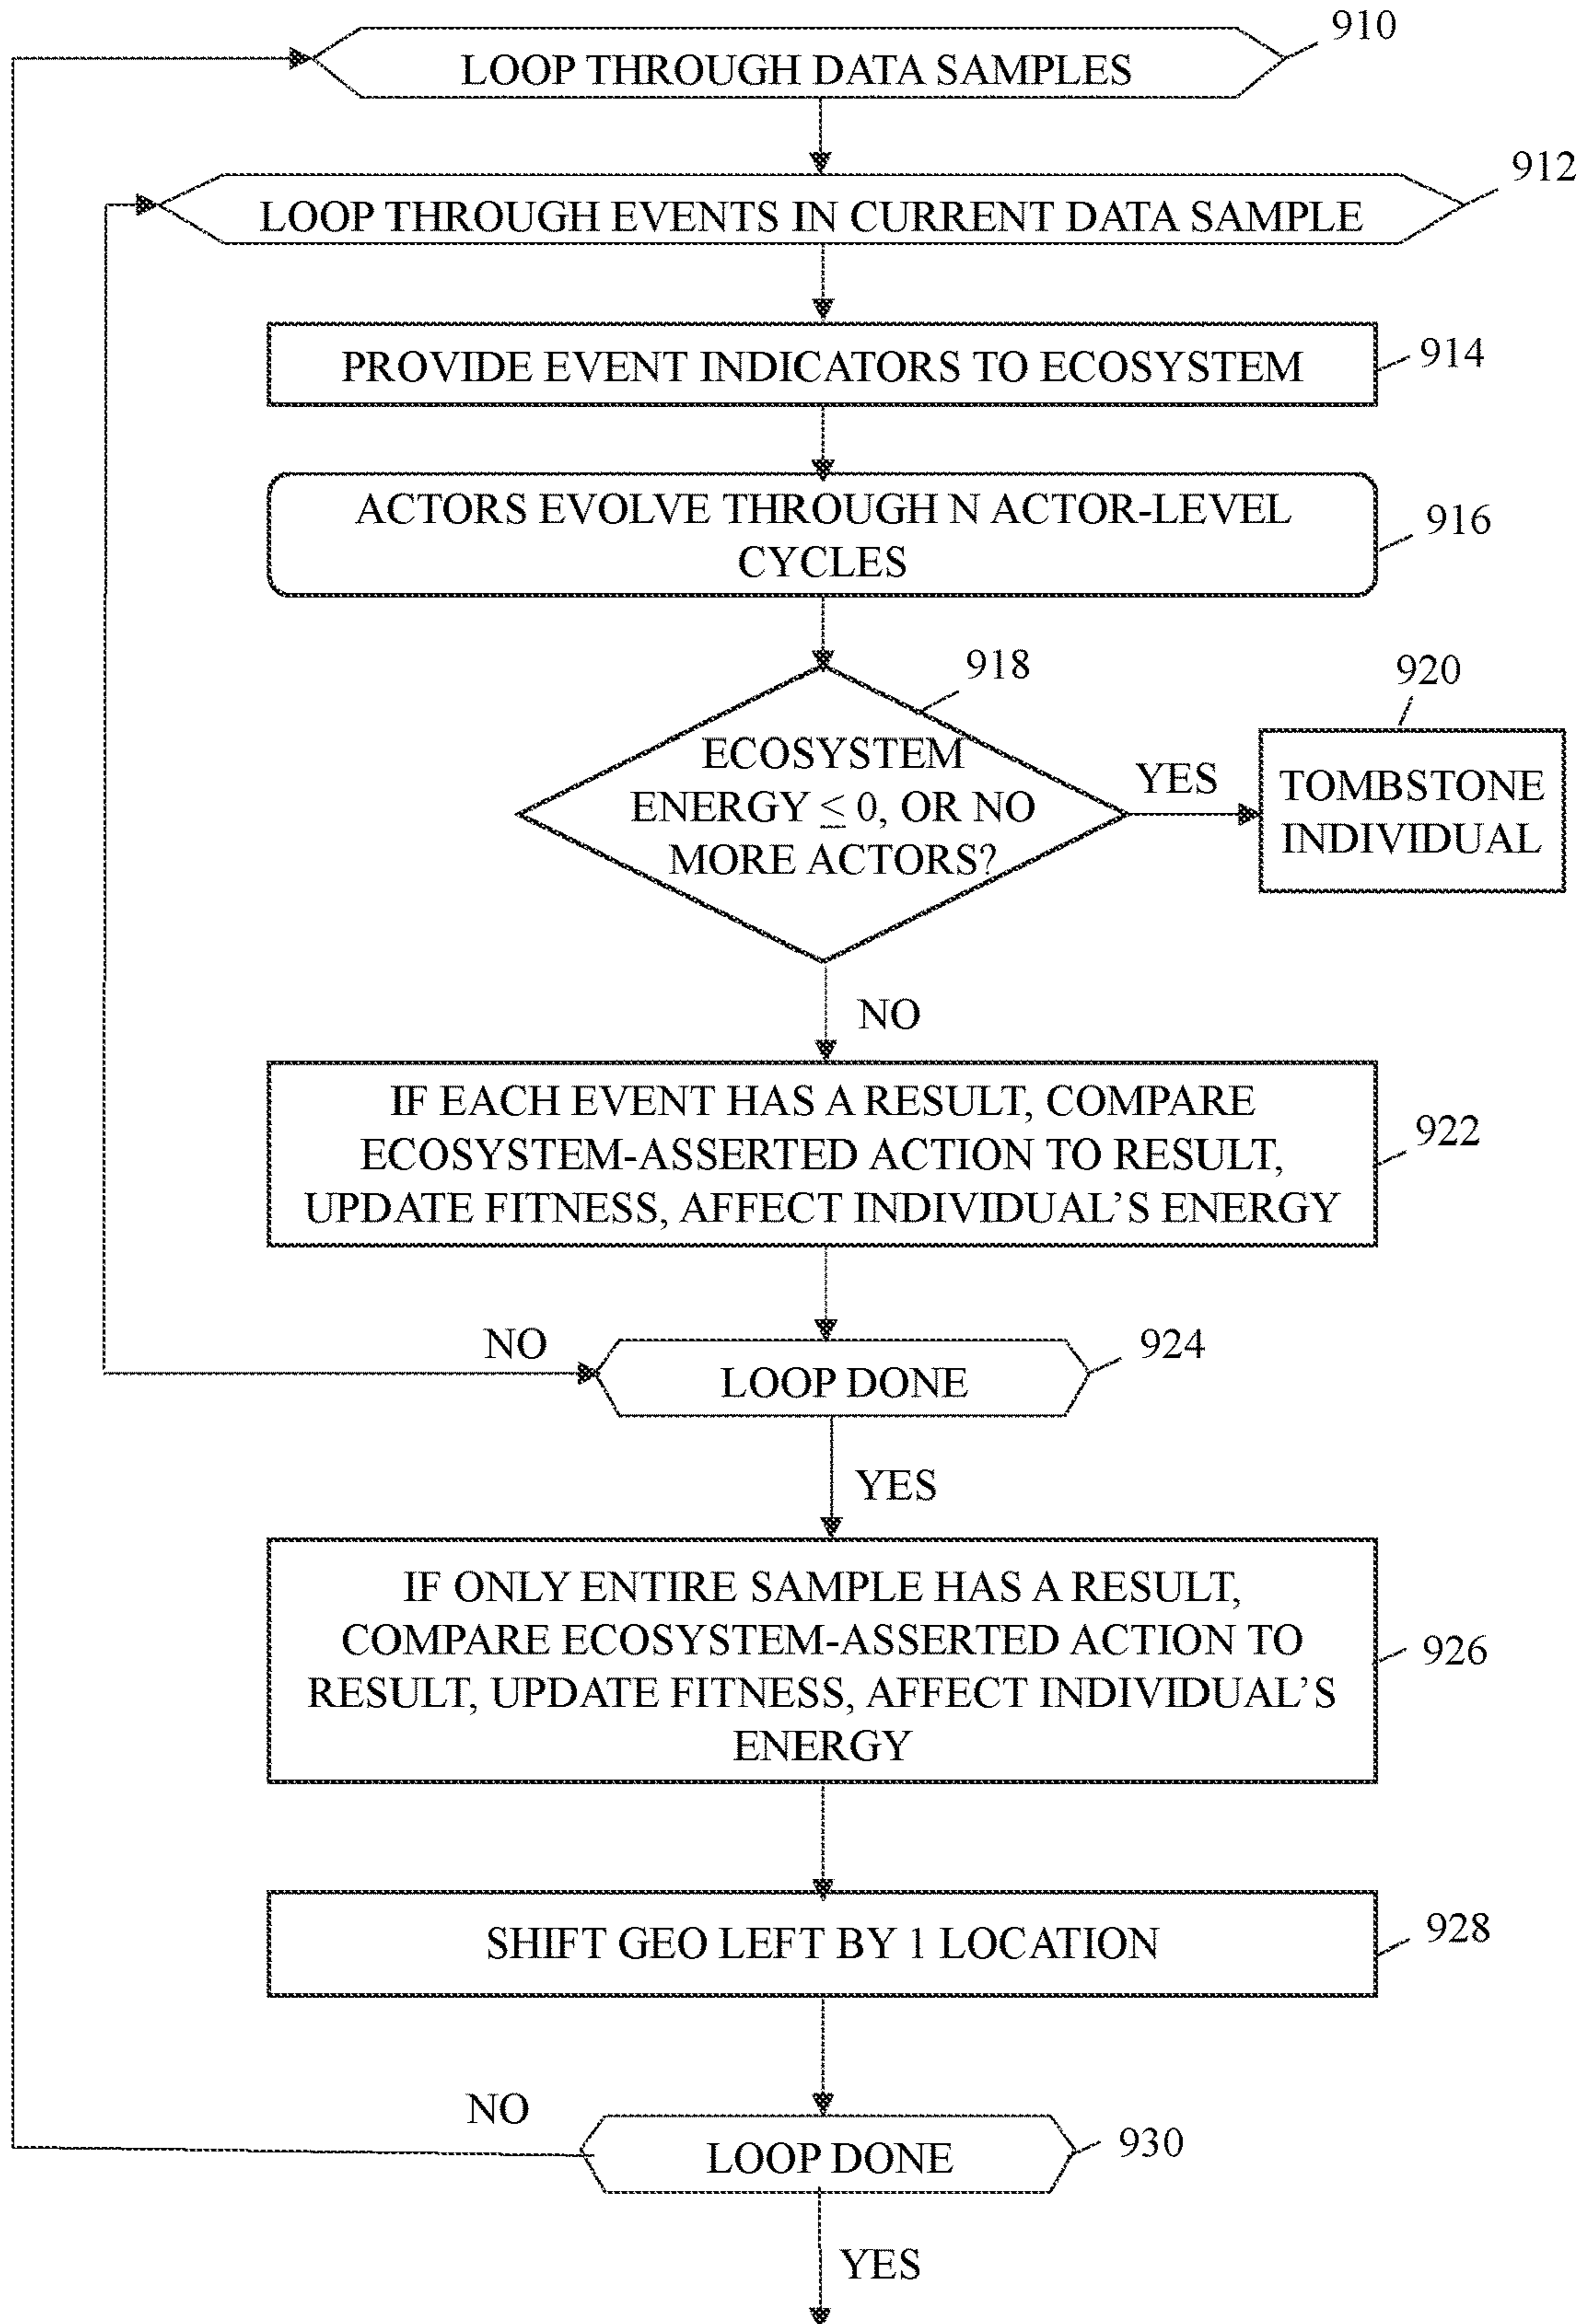 910
LOOP THROUGH DATA SAMPLES
912
LOOP THROUGH EVENTS IN CURRENT DATA SAMPLE
PROVIDE EVENT INDICATORS TO ECOSYSTEM
914
ACTORS EVOLVE THROUGH N ACTOR-LEVEL
CYCLES
916
918
ECOSYSTEM
ENERGY ≤ 0, OR NO
MORE ACTORS?
YES
920
TOMBSTONE
INDIVIDUAL
NO
IF EACH EVENT HAS A RESULT, COMPARE
ECOSYSTEM-ASSERTED ACTION TO RESULT,
UPDATE FITNESS, AFFECT INDIVIDUAL'S ENERGY
922
NO
LOOP DONE
924
YES
IF ONLY ENTIRE SAMPLE HAS A RESULT,
COMPARE ECOSYSTEM-ASSERTED ACTION TO
RESULT, UPDATE FITNESS, AFFECT INDIVIDUAL'S
ENERGY
926
SHIFT GEO LEFT BY 1 LOCATION
928
NO
LOOP DONE
930
YES